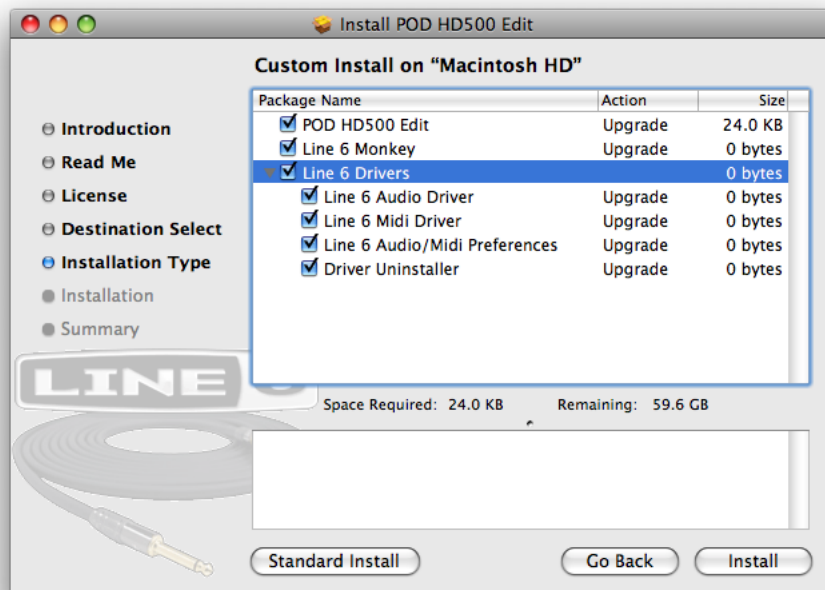 Install POD HD500 Edit
Custom Install on “Macintosh HD”
Introduction
Read Me
License
Destination Select
Installation Type
Installation
Summary
Package Name Action Size
POD HD500 Edit Upgrade 24.0 KB
Line 6 Monkey Upgrade 0 bytes
Line 6 Drivers 0 bytes
Line 6 Audio Driver Upgrade 0 bytes
Line 6 Midi Driver Upgrade 0 bytes
Line 6 Audio/Midi Preferences Upgrade 0 bytes
Driver Uninstaller Upgrade 0 bytes
LINE 6
Space Required: 24.0 KB Remaining: 59.6 GB
Standard Install Go Back Install